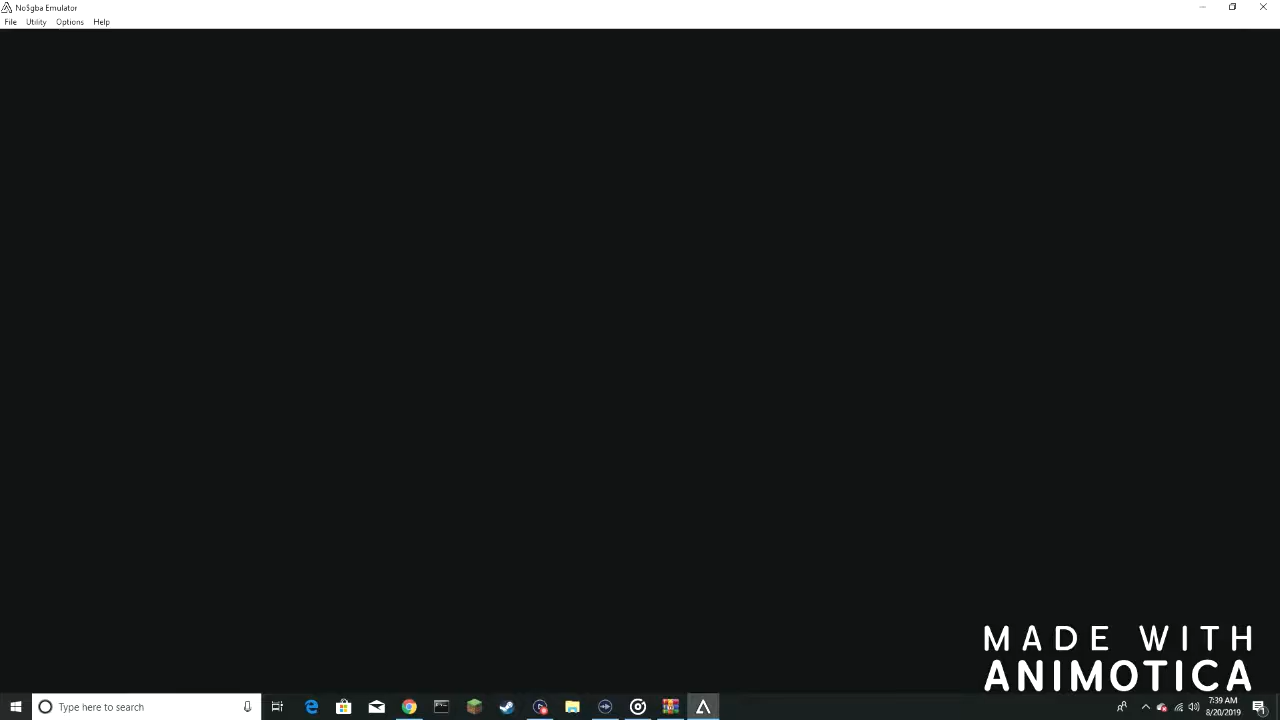 No$gba Emulator
File Utility Options Help
MADE WITH
ANIMOTICA
Type here to search
7:39 AM
8/20/2019